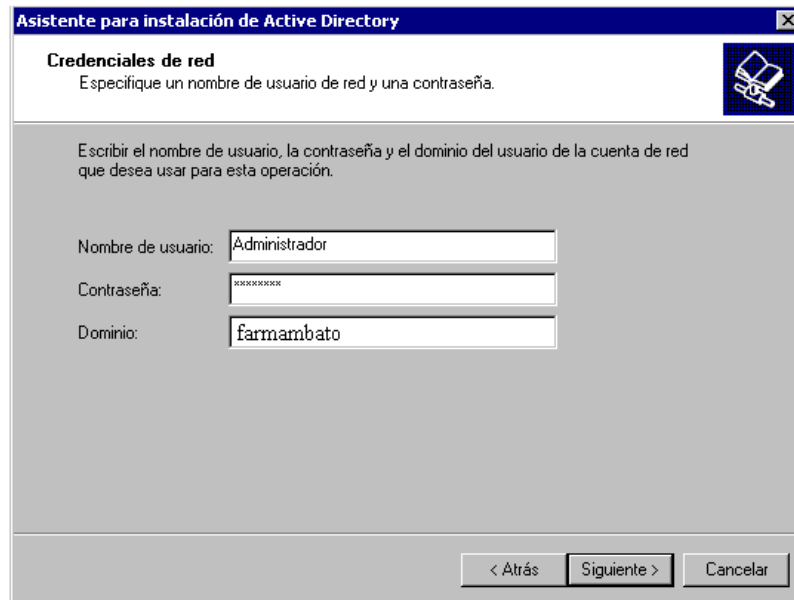 Asistente para instalación de Active Directory
Credenciales de red
Especifique un nombre de usuario de red y una contraseña.
Escribir el nombre de usuario, la contraseña y el dominio del usuario de la cuenta de red
que desea usar para esta operación.
Nombre de usuario: Administrador
Contraseña: ××××××××
Dominio: farmambato
< Atrás Siguiente > Cancelar